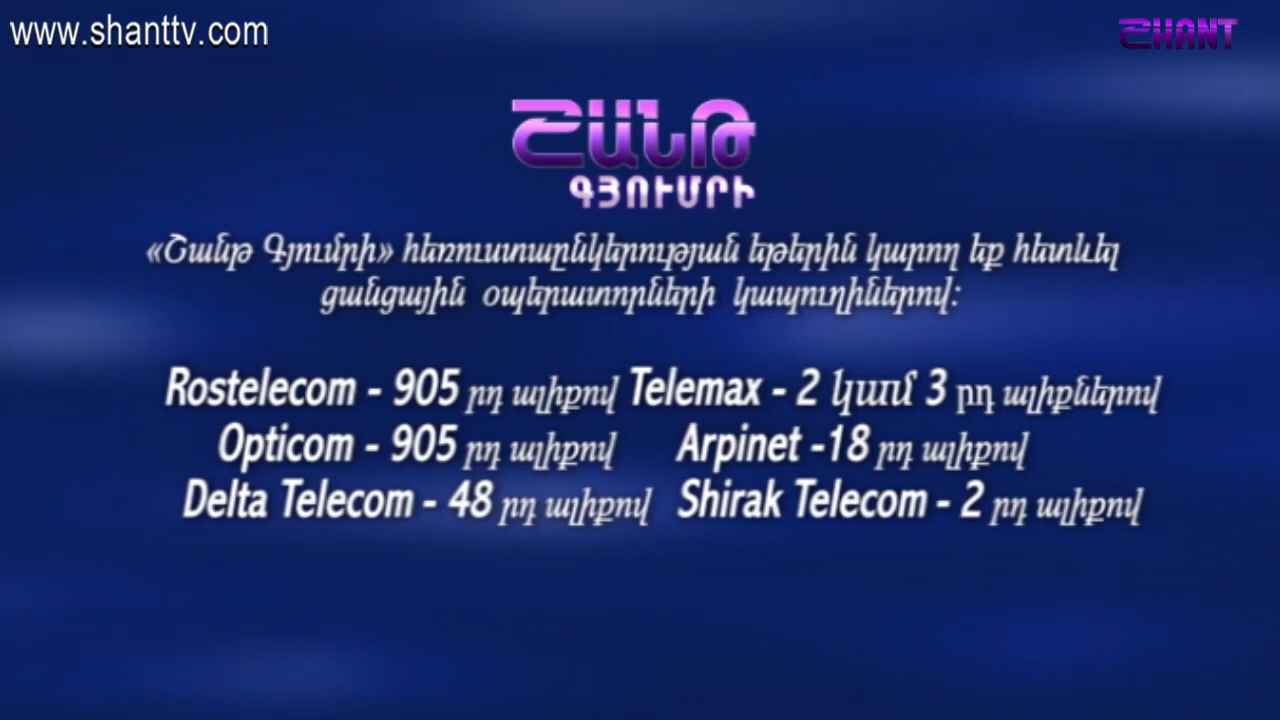 www.shanttv.com
SHANT
ՇԱՆԹ
ԳՅՈՒՄՐԻ
«Շանթ Գյումրի» հեռուստաընկերության եթերին կարող եք հետևել
ցանցային օպերատորների կապուղիներով:
Rostelecom - 905 րդ ալիքով Telemax - 2 կամ 3 րդ ալիքներով
Opticom - 905 րդ ալիքով Arpinet -18 րդ ալիքով
Delta Telecom - 48 րդ ալիքով Shirak Telecom - 2 րդ ալիքով